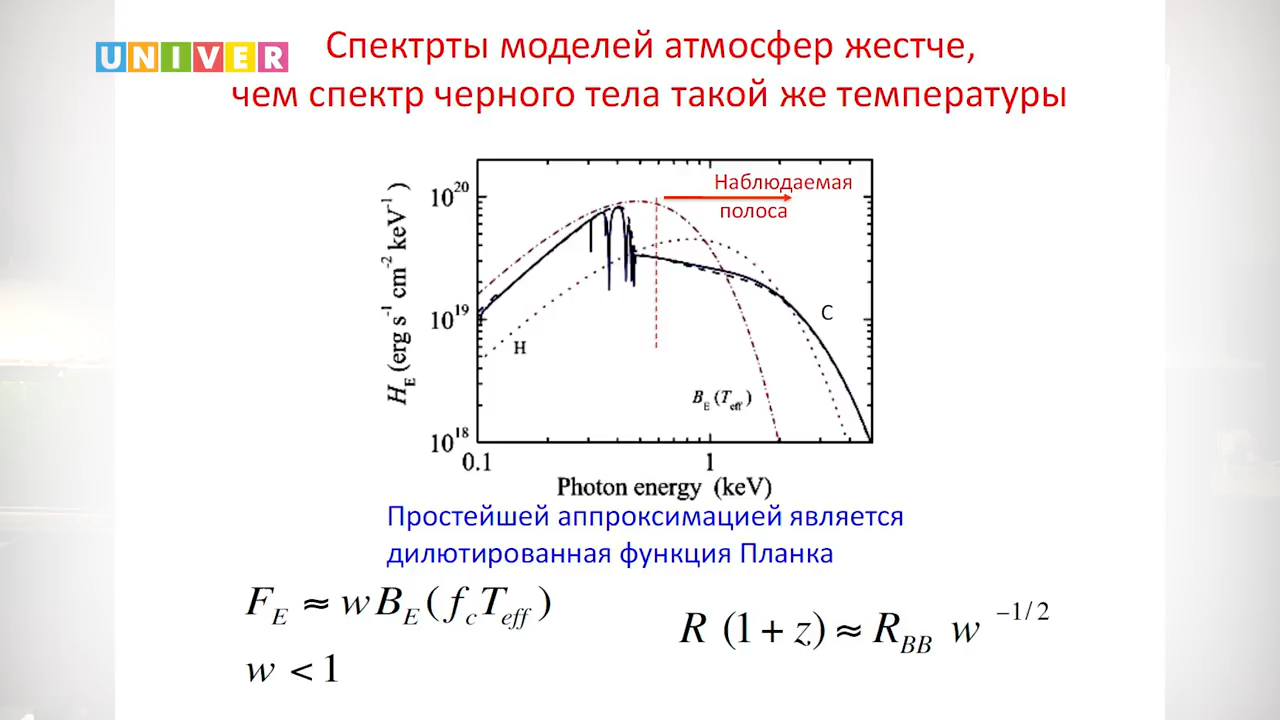 UNIVER
Спектрты моделей атмосфер жестче,
чем спектр черного тела такой же температуры
Наблюдаемая
полоса
10^20
10^19
10^18
H_E (erg s^-1 cm^-2 keV^-1)
H
C
B_E (T_eff)
0.1
1
Photon energy (keV)
Простейшей аппроксимацией является
дилютированная функция Планка
F_E ≈ w B_E ( f_c T_eff )
w < 1
R (1 + z) ≈ R_BB w^-1/2